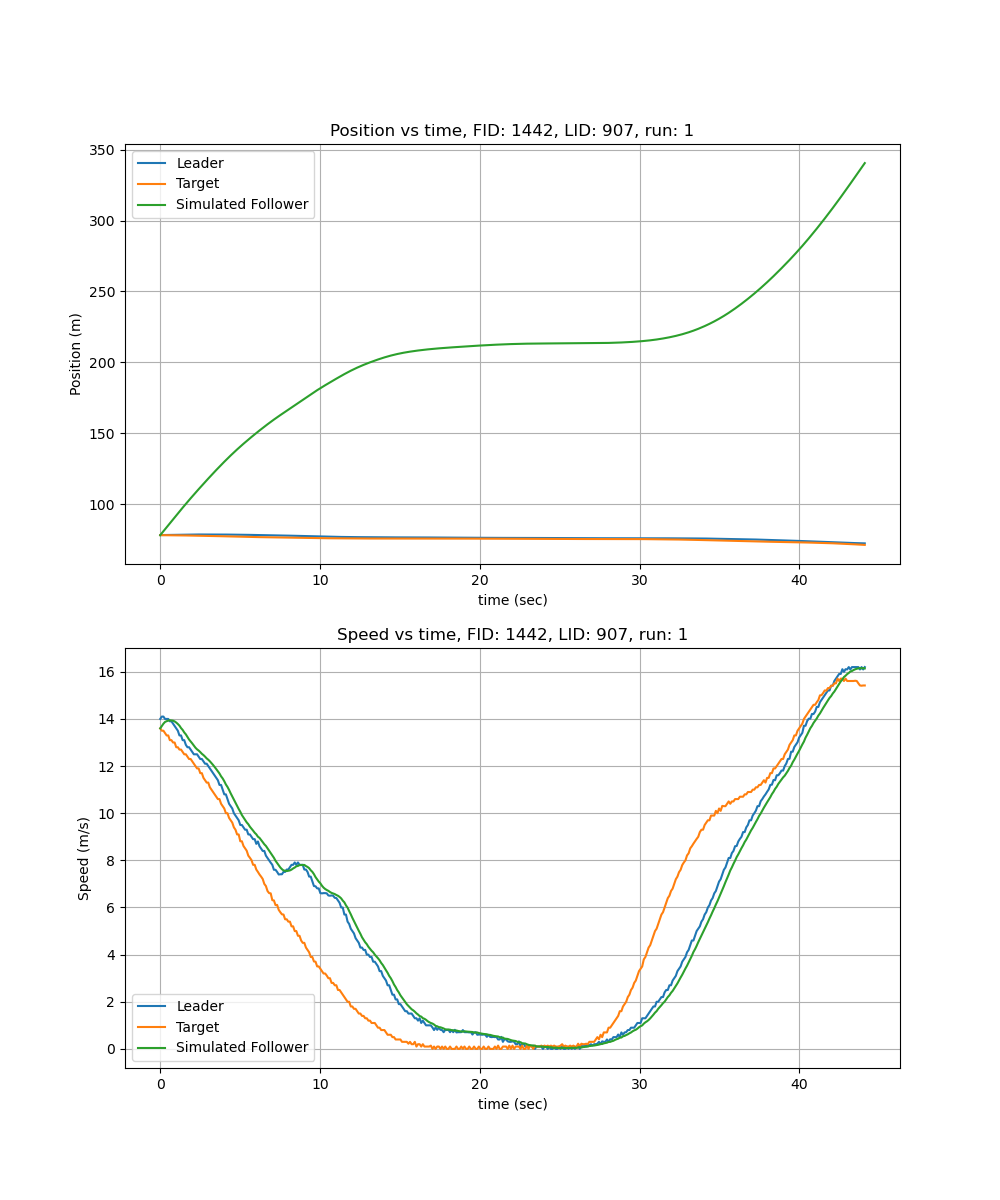 Position vs time, FID: 1442, LID: 907, run: 1
Leader
Target
Simulated Follower
Position (m)
350
300
250
200
150
100
0 10 20 30 40
time (sec)
Speed vs time, FID: 1442, LID: 907, run: 1
Speed (m/s)
16
14
12
10
8
6
4
2
0
Leader
Target
Simulated Follower
0 10 20 30 40
time (sec)